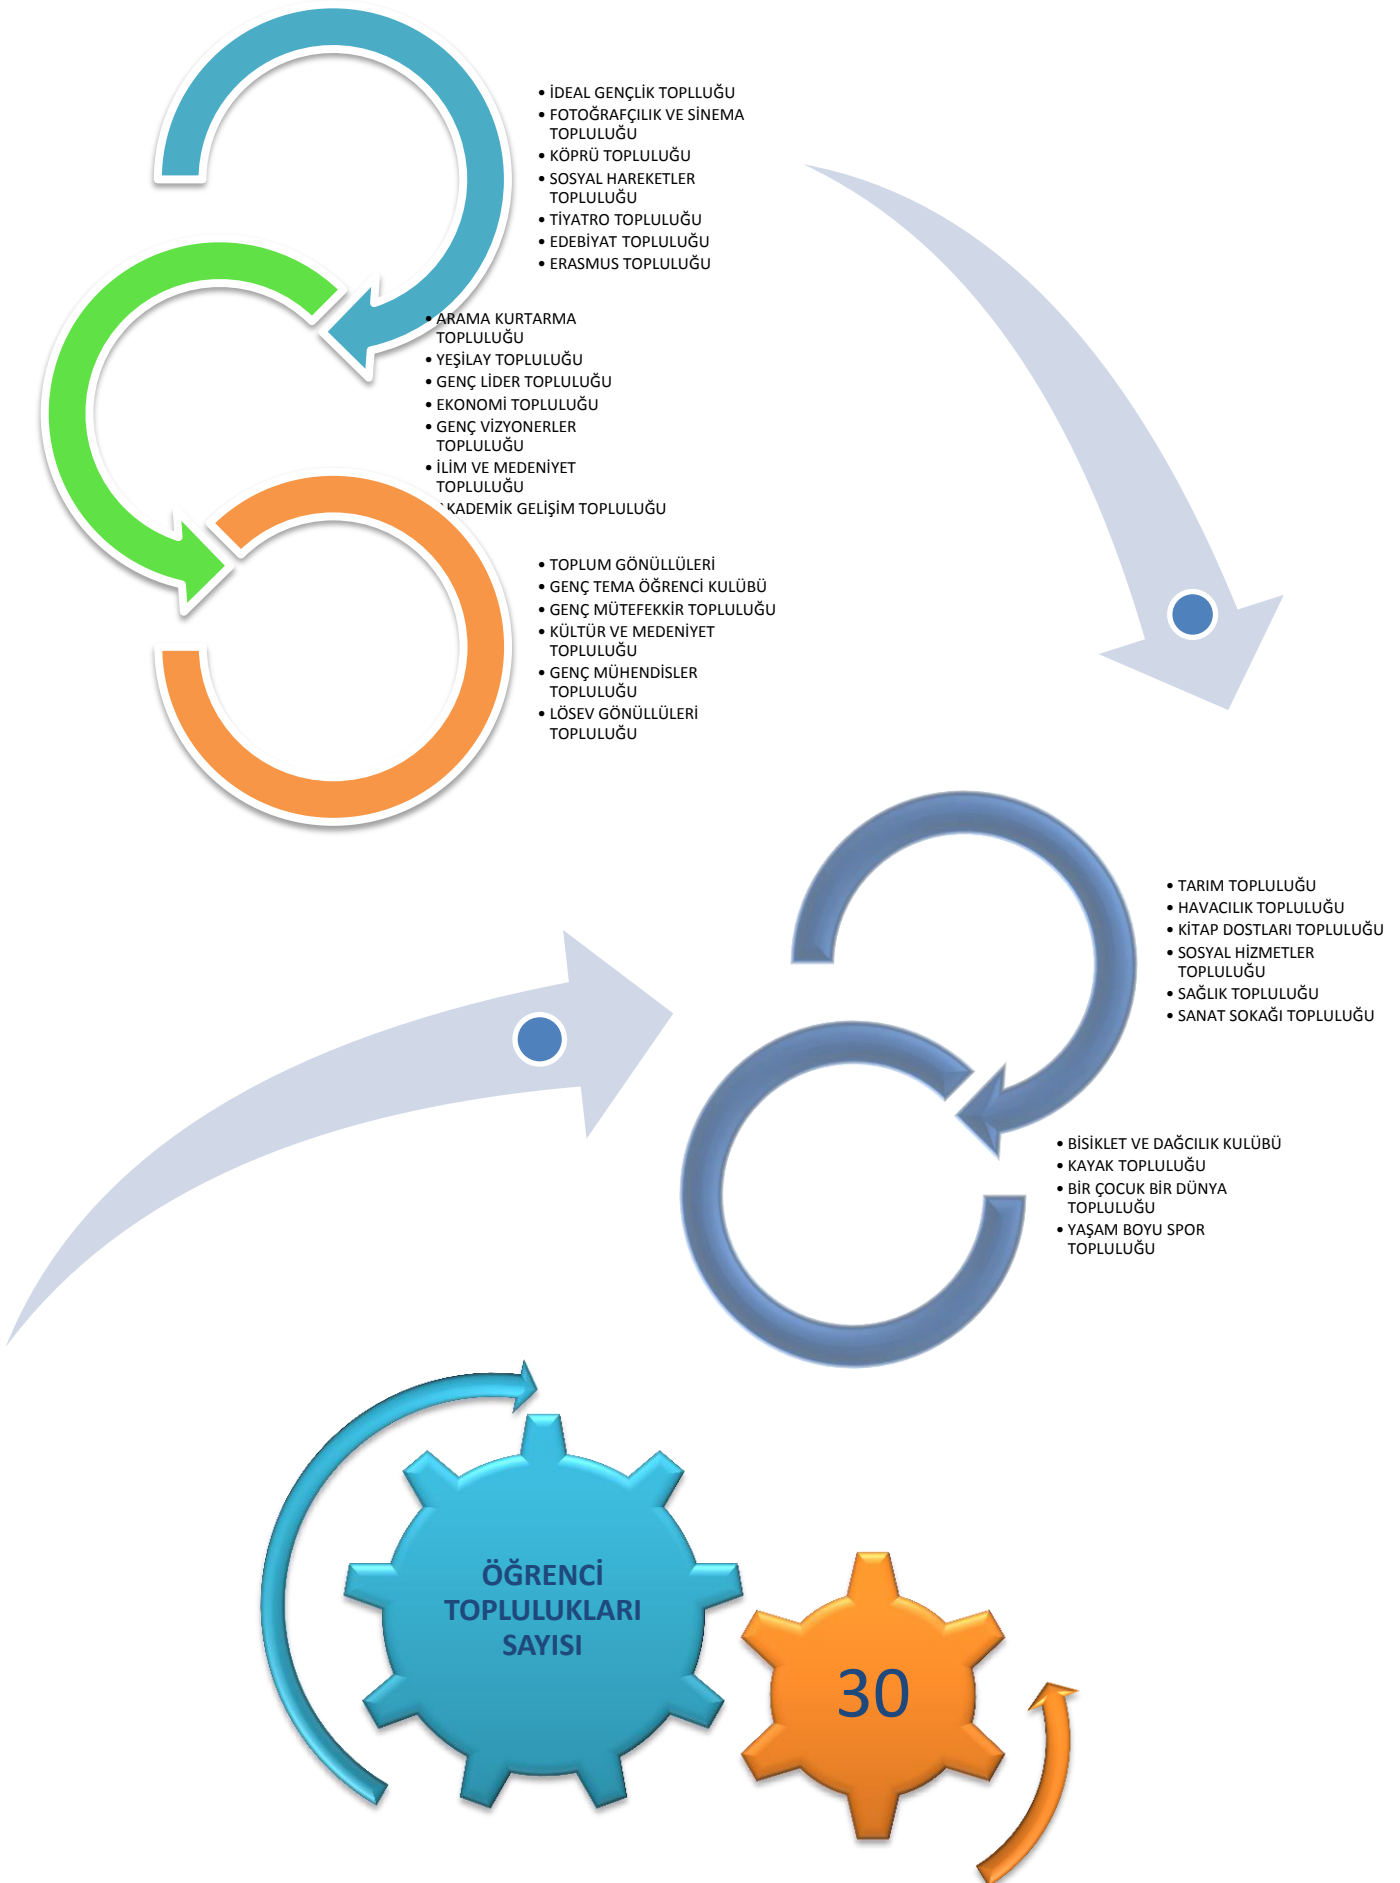 • İDEAL GENÇLİK TOPLLUĞU
• FOTOĞRAFÇILIK VE SİNEMA
TOPLULUĞU
• KÖPRÜ TOPLULUĞU
• SOSYAL HAREKETLER
TOPLULUĞU
• TİYATRO TOPLULUĞU
• EDEBİYAT TOPLULUĞU
• ERASMUS TOPLULUĞU
• ARAMA KURTARMA
TOPLULUĞU
• YEŞİLAY TOPLULUĞU
• GENÇ LİDER TOPLULUĞU
• EKONOMİ TOPLULUĞU
• GENÇ VİZYONERLER
TOPLULUĞU
• İLİM VE MEDENİYET
TOPLULUĞU
AKADEMİK GELİŞİM TOPLULUĞU
• TOPLUM GÖNÜLLÜLERİ
• GENÇ TEMA ÖĞRENCİ KULÜBÜ
• GENÇ MÜTEFEKKİR TOPLULUĞU
• KÜLTÜR VE MEDENİYET
TOPLULUĞU
• GENÇ MÜHENDİSLER
TOPLULUĞU
• LÖSEV GÖNÜLLÜLERİ
TOPLULUĞU
• TARIM TOPLULUĞU
• HAVACILIK TOPLULUĞU
• KİTAP DOSTLARI TOPLULUĞU
• SOSYAL HİZMETLER
TOPLULUĞU
• SAĞLIK TOPLULUĞU
• SANAT SOKAĞI TOPLULUĞU
• BİSİKLET VE DAĞCILIK KULÜBÜ
• KAYAK TOPLULUĞU
• BİR ÇOCUK BİR DÜNYA
TOPLULUĞU
• YAŞAM BOYU SPOR
TOPLULUĞU
ÖĞRENCİ
TOPLULUKLARI
SAYISI
30